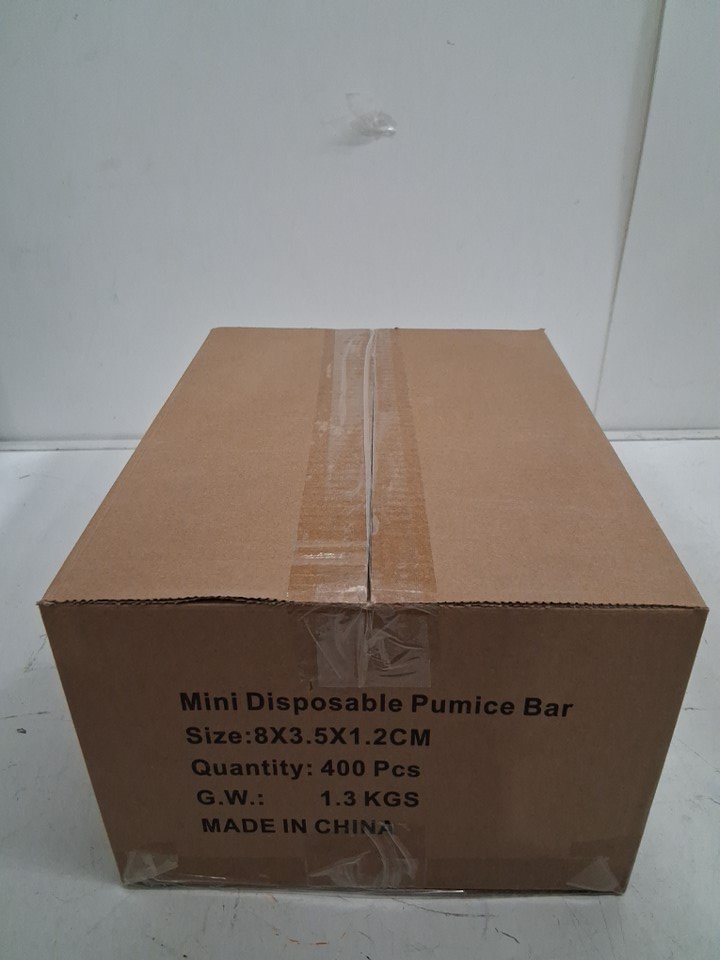 Mini Disposable Pumice Bar
Size:8X3.5X1.2CM
Quantity: 400 Pcs
G.W.: 1.3 KGS
MADE IN CHINA